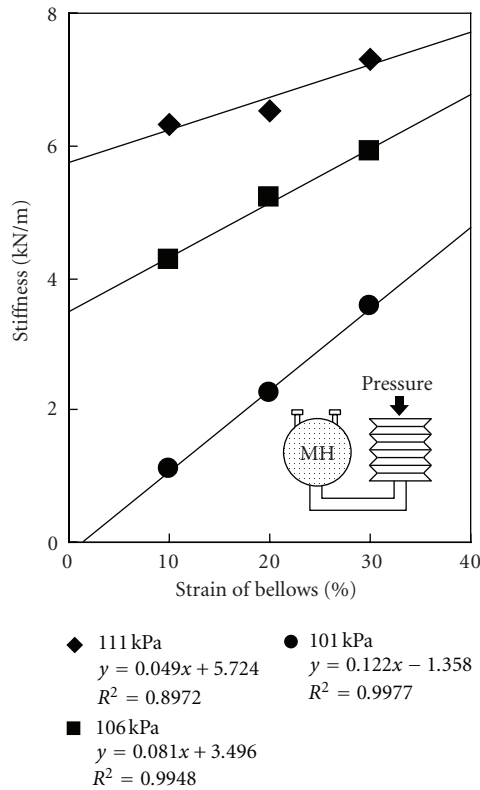 8
6
4
2
0
Stiffness (kN/m)
Pressure
MH
0 10 20 30 40
Strain of bellows (%)
111 kPa
y = 0.049x + 5.724
R² = 0.8972
106 kPa
y = 0.081x + 3.496
R² = 0.9948
101 kPa
y = 0.122x − 1.358
R² = 0.9977